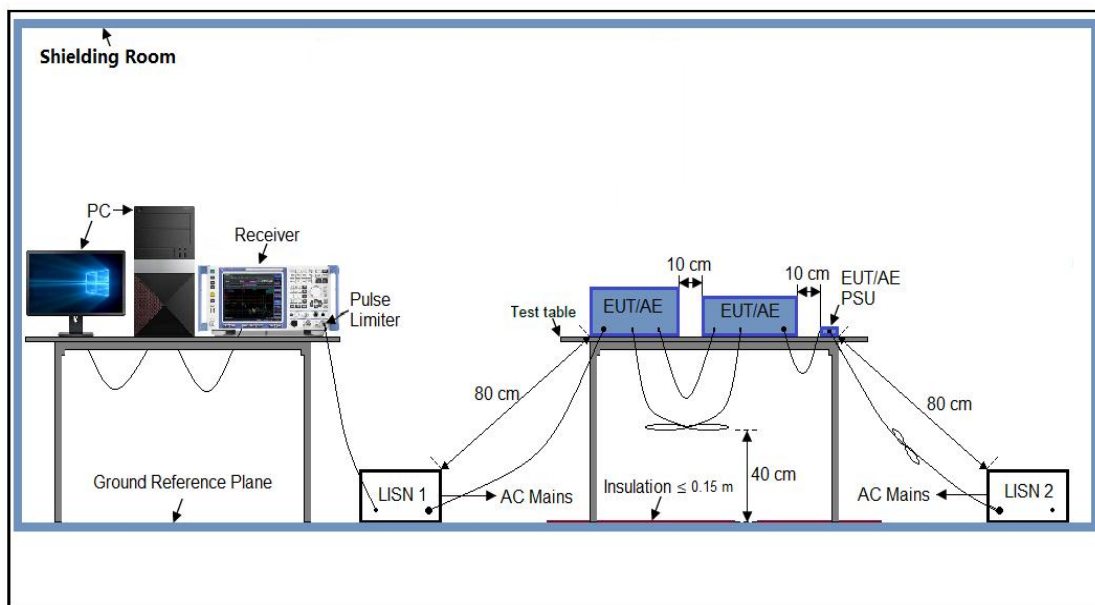 Shielding Room
PC
Receiver
Pulse
Limiter
10 cm
10 cm
EUT/AE
PSU
Test table
EUT/AE
EUT/AE
80 cm
80 cm
40 cm
Ground Reference Plane
LISN 1
AC Mains
Insulation ≤ 0.15 m
AC Mains
LISN 2